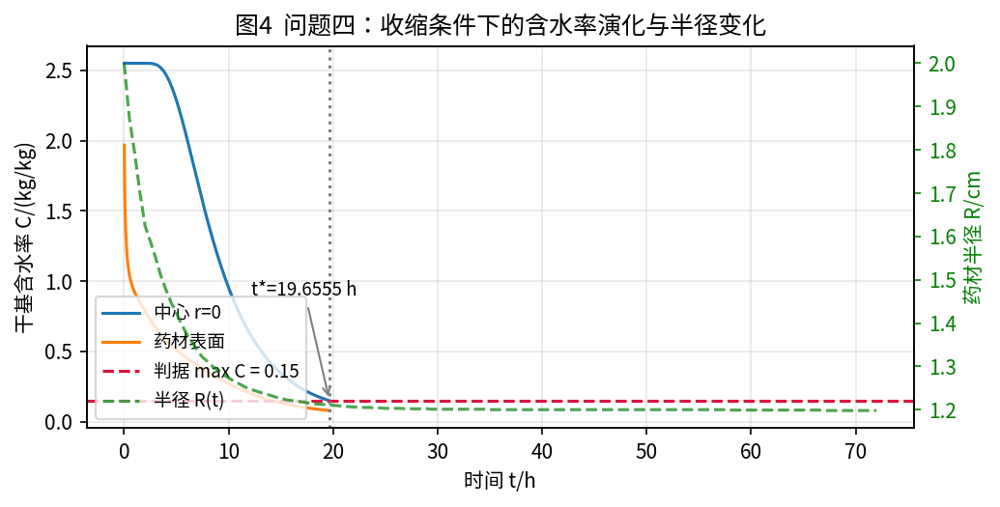 图4 问题四：收缩条件下的含水率演化与半径变化
干基含水率 C/(kg/kg)
2.5
2.0
1.5
1.0
0.5
0.0
t*=19.6555 h
中心 r=0
药材表面
判据 max C = 0.15
半径 R(t)
2.0
1.9
1.8
1.7
1.6
1.5
1.4
1.3
1.2
药材半径 R/cm
0 10 20 30 40 50 60 70
时间 t/h